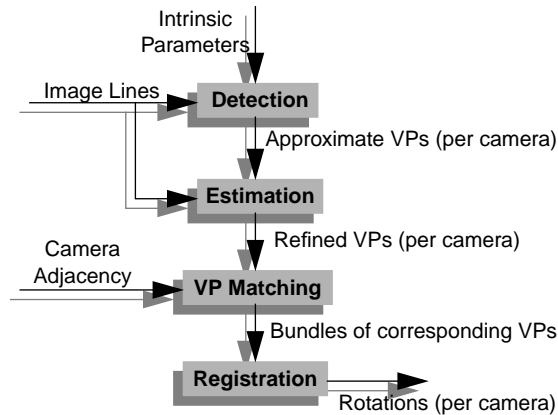 Intrinsic
Parameters
Image Lines
Detection
Approximate VPs (per camera)
Estimation
Refined VPs (per camera)
Camera
Adjacency
VP Matching
Bundles of corresponding VPs
Registration
Rotations (per camera)